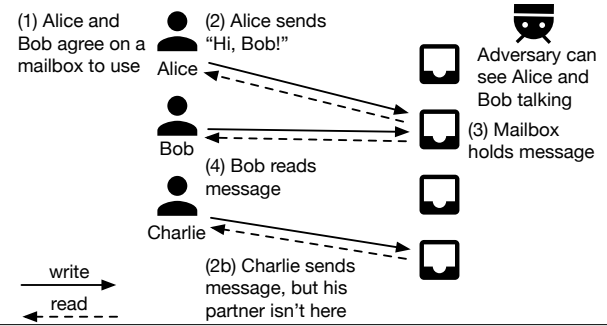 (1) Alice and
Bob agree on a
mailbox to use
(2) Alice sends
“Hi, Bob!”
Alice
Adversary can
see Alice and
Bob talking
Bob
(3) Mailbox
holds message
(4) Bob reads
message
Charlie
(2b) Charlie sends
message, but his
partner isn’t here
write
read